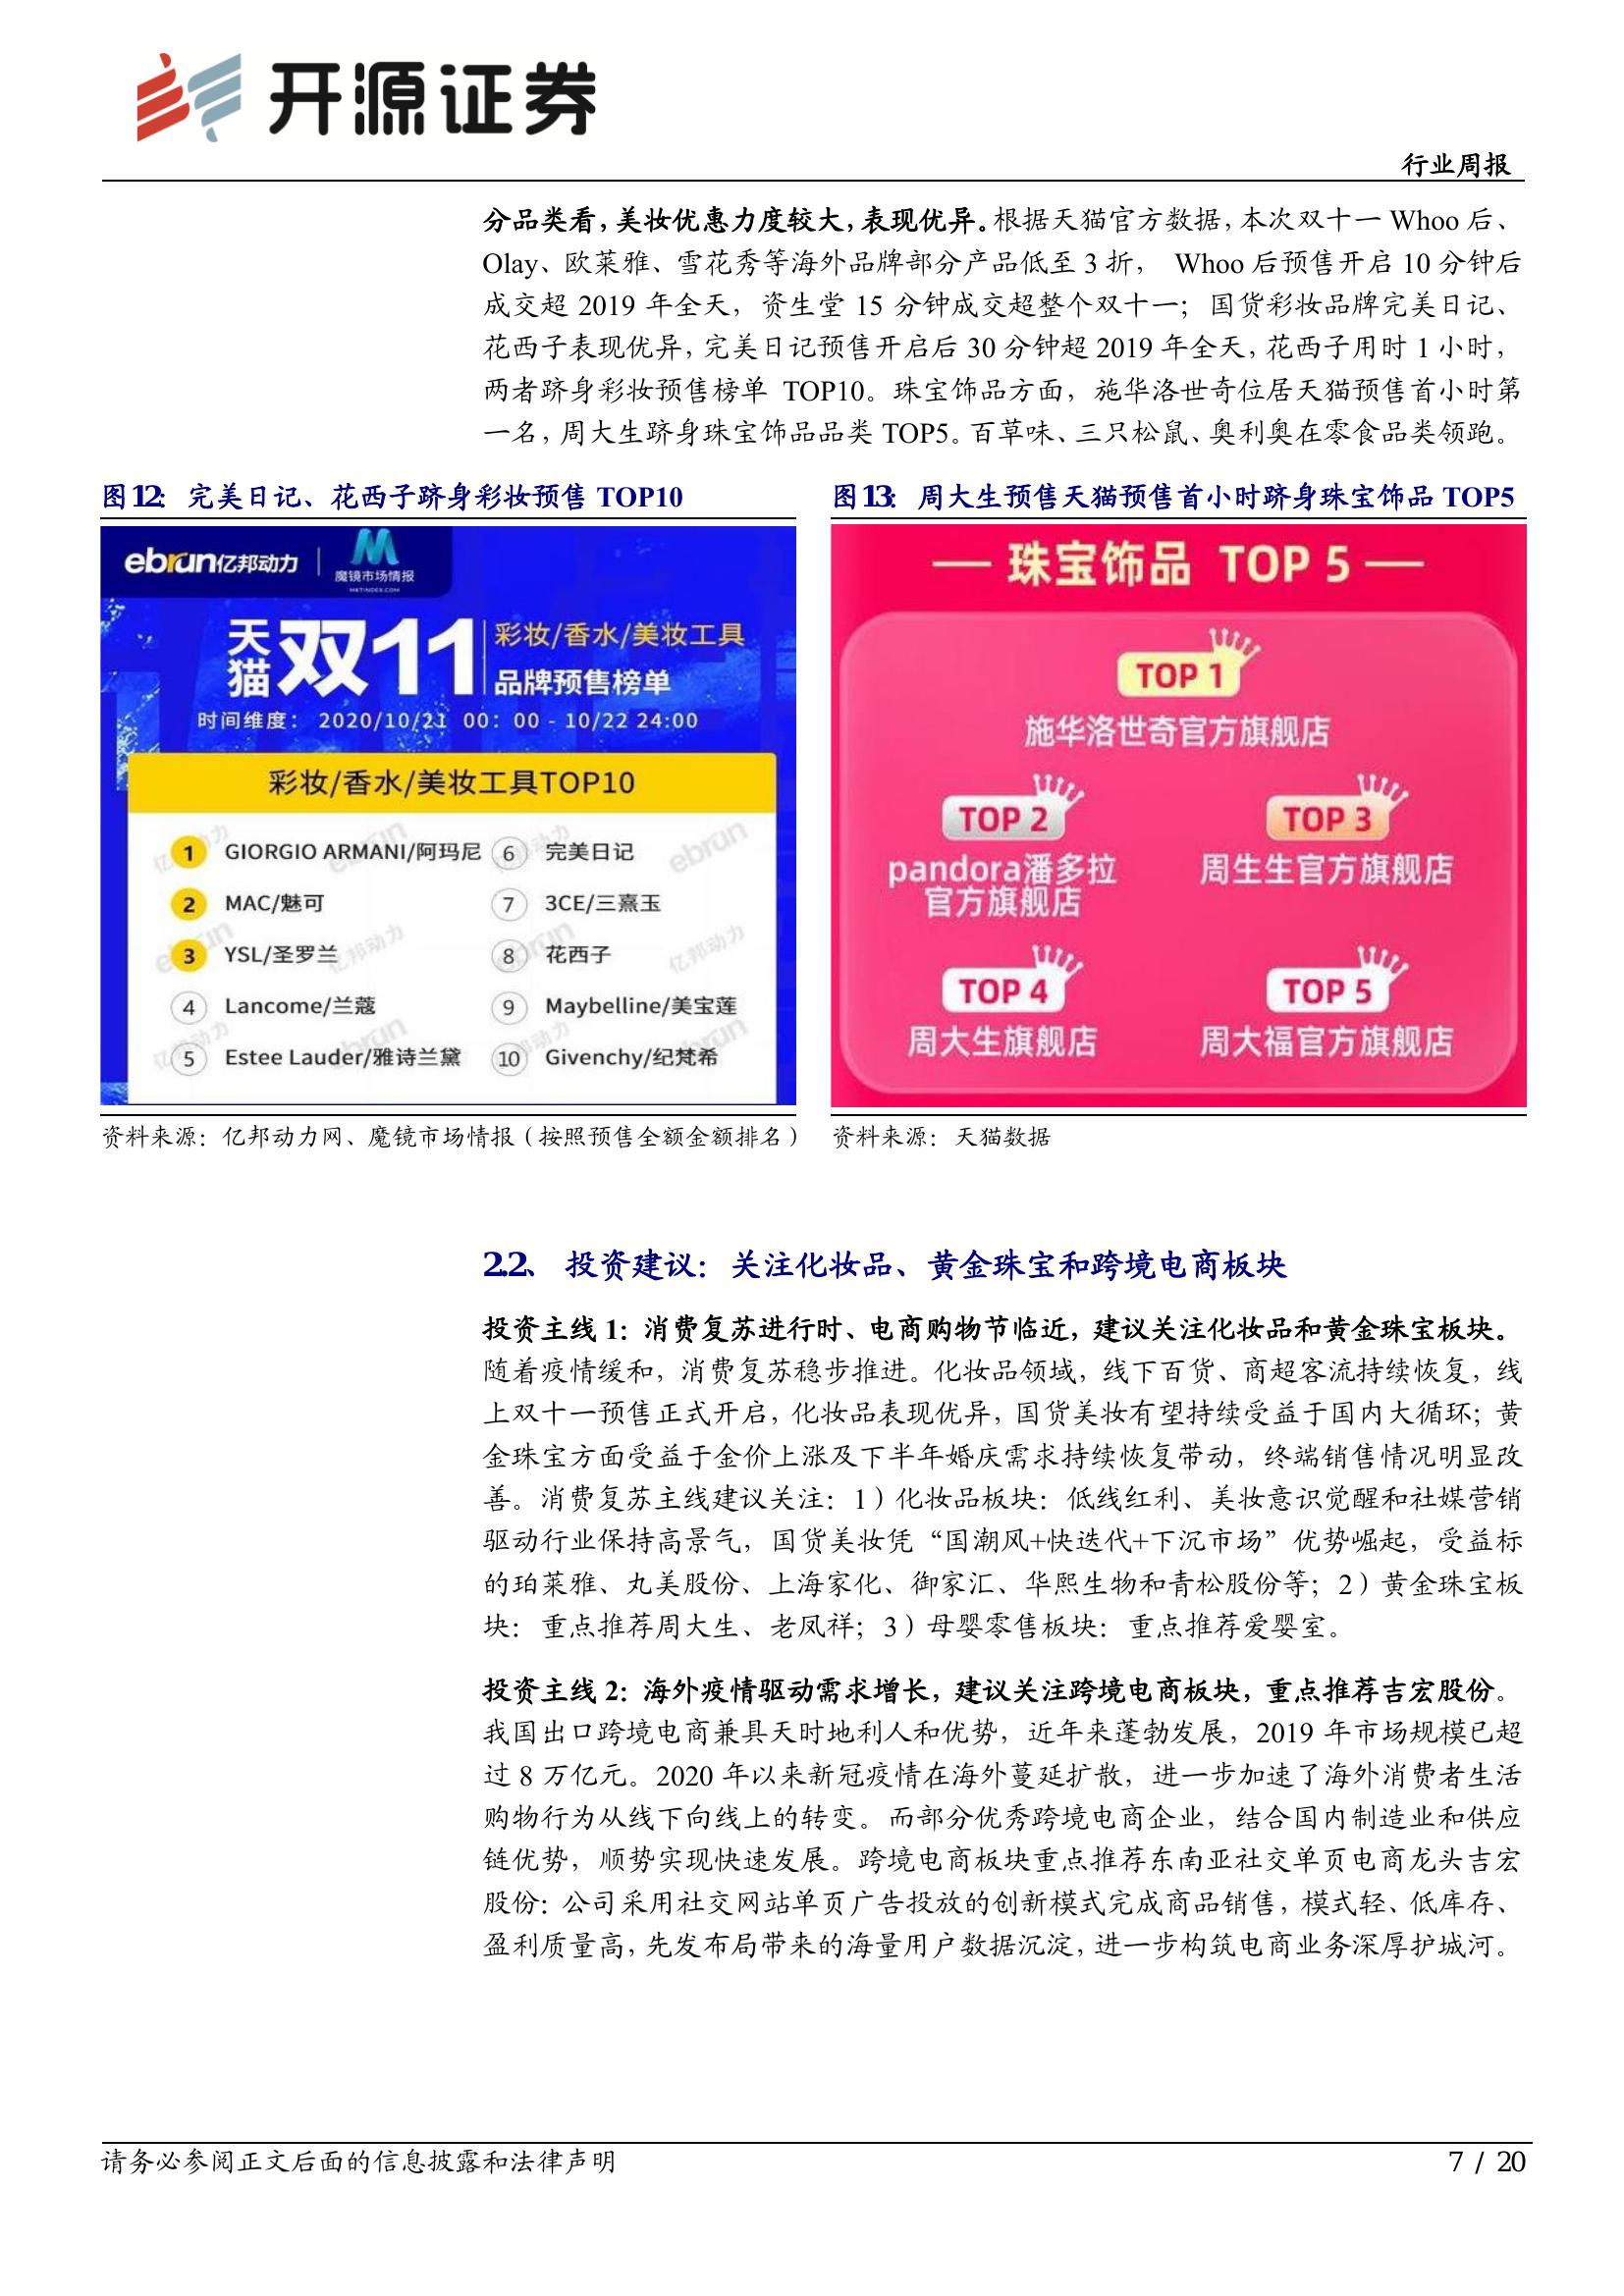 开源证券
行业周报
分品类看，美妆优惠力度较大，表现优异。根据天猫官方数据，本次双十一 Whoo 后、
Olay、欧莱雅、雪花秀等海外品牌部分产品低至 3 折， Whoo 后预售开启 10 分钟后
成交超 2019 年全天，资生堂 15 分钟成交超整个双十一；国货彩妆品牌完美日记、
花西子表现优异，完美日记预售开启后 30 分钟超 2019 年全天，花西子用时 1 小时，
两者跻身彩妆预售榜单 TOP10。珠宝饰品方面，施华洛世奇位居天猫预售首小时第
一名，周大生跻身珠宝饰品品类 TOP5。百草味、三只松鼠、奥利奥在零食品类领跑。
图12：完美日记、花西子跻身彩妆预售 TOP10
ebrun亿邦动力
魔镜市场情报
MKTINDEX.COM
天猫双11
彩妆/香水/美妆工具
品牌预售榜单
时间维度： 2020/10/21 00：00 - 10/22 24:00
彩妆/香水/美妆工具TOP10
1 GIORGIO ARMANI/阿玛尼 6 完美日记
2 MAC/魅可 7 3CE/三熹玉
3 YSL/圣罗兰 8 花西子
4 Lancome/兰蔻 9 Maybelline/美宝莲
5 Estee Lauder/雅诗兰黛 10 Givenchy/纪梵希
资料来源：亿邦动力网、魔镜市场情报（按照预售全额金额排名）
图13：周大生预售天猫预售首小时跻身珠宝饰品 TOP5
珠宝饰品 TOP 5
TOP 1
施华洛世奇官方旗舰店
TOP 2 TOP 3
pandora潘多拉 周生生官方旗舰店
官方旗舰店
TOP 4 TOP 5
周大生旗舰店 周大福官方旗舰店
资料来源：天猫数据
2.2、 投资建议：关注化妆品、黄金珠宝和跨境电商板块
投资主线 1：消费复苏进行时、电商购物节临近，建议关注化妆品和黄金珠宝板块。
随着疫情缓和，消费复苏稳步推进。化妆品领域，线下百货、商超客流持续恢复，线
上双十一预售正式开启，化妆品表现优异，国货美妆有望持续受益于国内大循环；黄
金珠宝方面受益于金价上涨及下半年婚庆需求持续恢复带动，终端销售情况明显改
善。消费复苏主线建议关注：1）化妆品板块：低线红利、美妆意识觉醒和社媒营销
驱动行业保持高景气，国货美妆凭“国潮风+快迭代+下沉市场”优势崛起，受益标
的珀莱雅、丸美股份、上海家化、御家汇、华熙生物和青松股份等；2）黄金珠宝板
块：重点推荐周大生、老凤祥；3）母婴零售板块：重点推荐爱婴室。
投资主线 2：海外疫情驱动需求增长，建议关注跨境电商板块，重点推荐吉宏股份。
我国出口跨境电商兼具天时地利人和优势，近年来蓬勃发展，2019 年市场规模已超
过 8 万亿元。2020 年以来新冠疫情在海外蔓延扩散，进一步加速了海外消费者生活
购物行为从线下向线上的转变。而部分优秀跨境电商企业，结合国内制造业和供应
链优势，顺势实现快速发展。跨境电商板块重点推荐东南亚社交单页电商龙头吉宏
股份：公司采用社交网站单页广告投放的创新模式完成商品销售，模式轻、低库存、
盈利质量高，先发布局带来的海量用户数据沉淀，进一步构筑电商业务深厚护城河。
请务必参阅正文后面的信息披露和法律声明
7 / 20